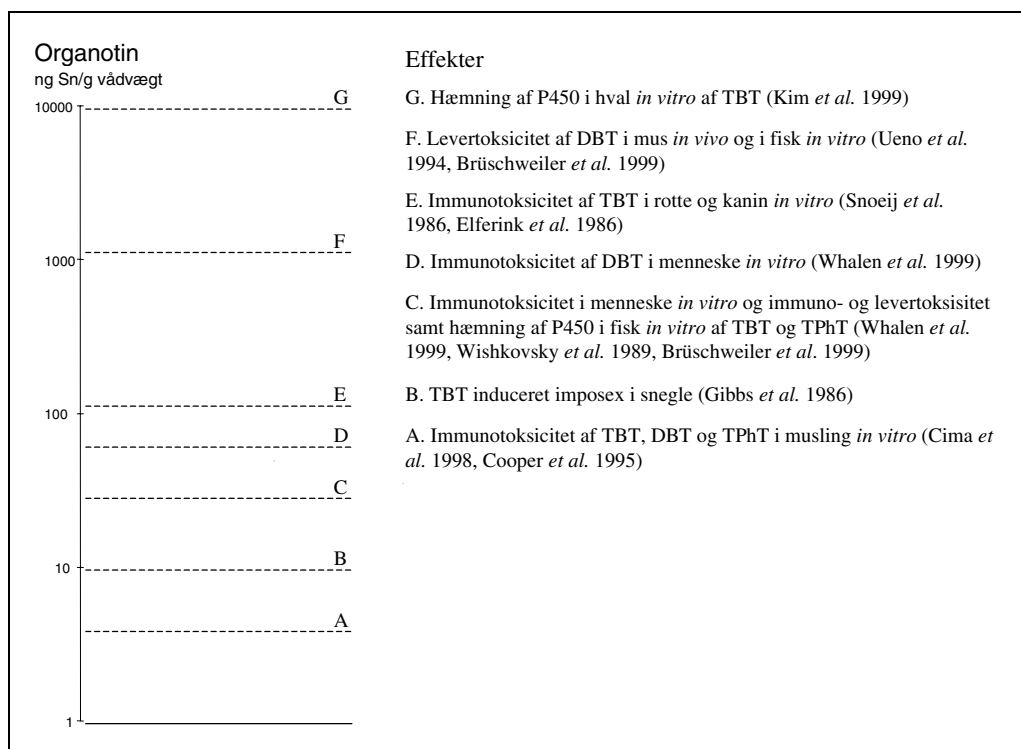 Organotin
ng Sn/g vådvægt
10000
G
F
1000
E
100
D
C
B
10
A
1
Effekter
G. Hæmning af P450 i hval in vitro af TBT (Kim et al. 1999)
F. Levertoksicitet af DBT i mus in vivo og i fisk in vitro (Ueno et al.
1994, Brüschweiler et al. 1999)
E. Immunotoksicitet af TBT i rotte og kanin in vitro (Snoeij et al.
1986, Elferink et al. 1986)
D. Immunotoksicitet af DBT i menneske in vitro (Whalen et al. 1999)
C. Immunotoksicitet i menneske in vitro og immuno- og levertoksisitet
samt hæmning af P450 i fisk in vitro af TBT og TPhT (Whalen et al.
1999, Wishkovsky et al. 1989, Brüschweiler et al. 1999)
B. TBT induceret imposex i snegle (Gibbs et al. 1986)
A. Immunotoksicitet af TBT, DBT og TPhT i musling in vitro (Cima et
al. 1998, Cooper et al. 1995)